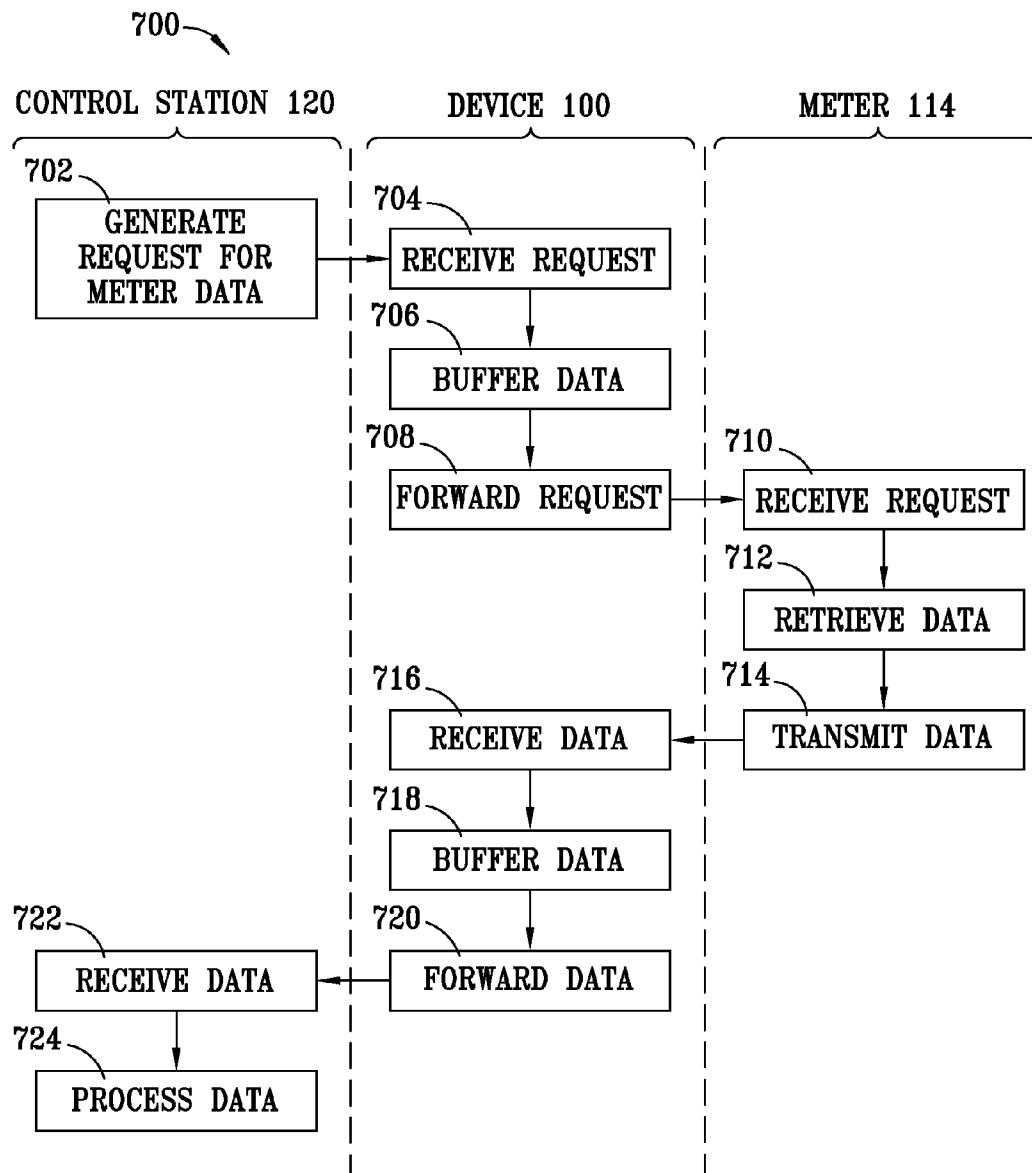 700
CONTROL STATION 120
DEVICE 100
METER 114
702
GENERATE
REQUEST FOR
METER DATA
704
RECEIVE REQUEST
706
BUFFER DATA
708
FORWARD REQUEST
710
RECEIVE REQUEST
712
RETRIEVE DATA
714
TRANSMIT DATA
716
RECEIVE DATA
718
BUFFER DATA
720
FORWARD DATA
722
RECEIVE DATA
724
PROCESS DATA